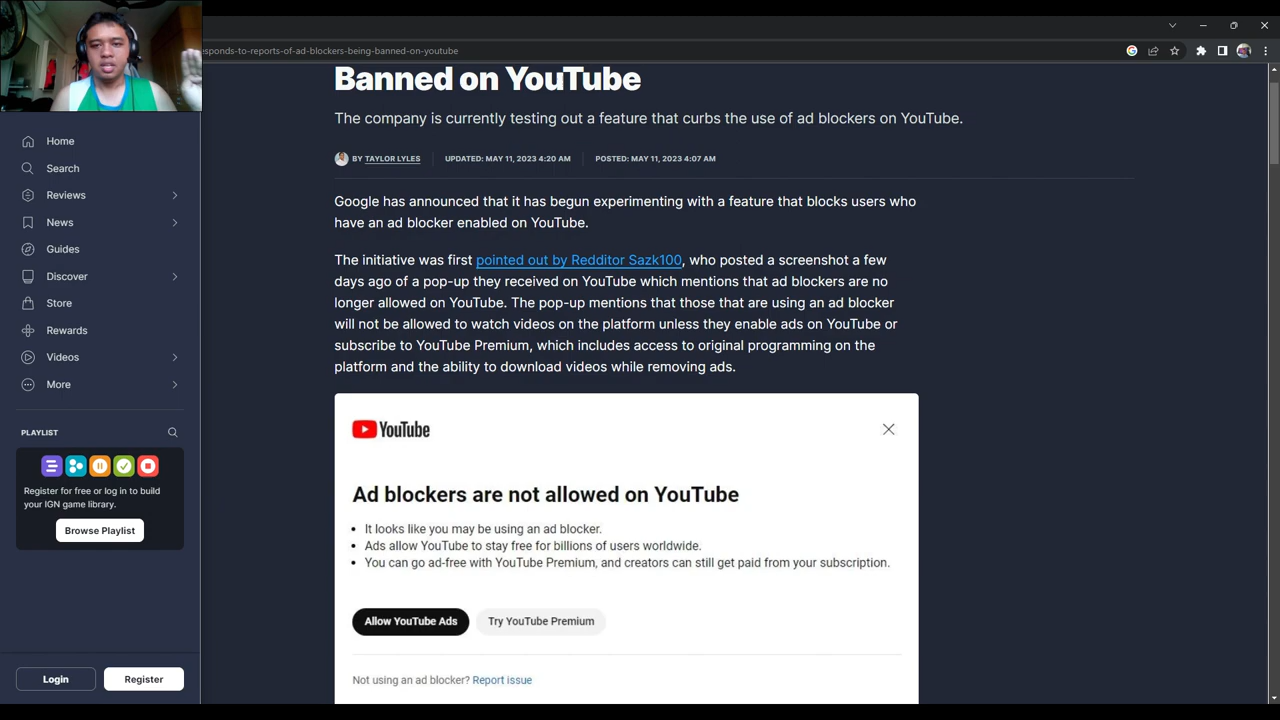 esponds-to-reports-of-ad-blockers-being-banned-on-youtube
Home
Search
Reviews
News
Guides
Discover
Store
Rewards
Videos
More
PLAYLIST
Register for free or log in to build
your IGN game library.
Browse Playlist
Login
Register
Banned on YouTube
The company is currently testing out a feature that curbs the use of ad blockers on YouTube.
BY TAYLOR LYLES UPDATED: MAY 11, 2023 4:20 AM POSTED: MAY 11, 2023 4:07 AM
Google has announced that it has begun experimenting with a feature that blocks users who
have an ad blocker enabled on YouTube.
The initiative was first pointed out by Redditor Sazk100, who posted a screenshot a few
days ago of a pop-up they received on YouTube which mentions that ad blockers are no
longer allowed on YouTube. The pop-up mentions that those that are using an ad blocker
will not be allowed to watch videos on the platform unless they enable ads on YouTube or
subscribe to YouTube Premium, which includes access to original programming on the
platform and the ability to download videos while removing ads.
YouTube
Ad blockers are not allowed on YouTube
• It looks like you may be using an ad blocker.
• Ads allow YouTube to stay free for billions of users worldwide.
• You can go ad-free with YouTube Premium, and creators can still get paid from your subscription.
Allow YouTube Ads Try YouTube Premium
Not using an ad blocker? Report issue